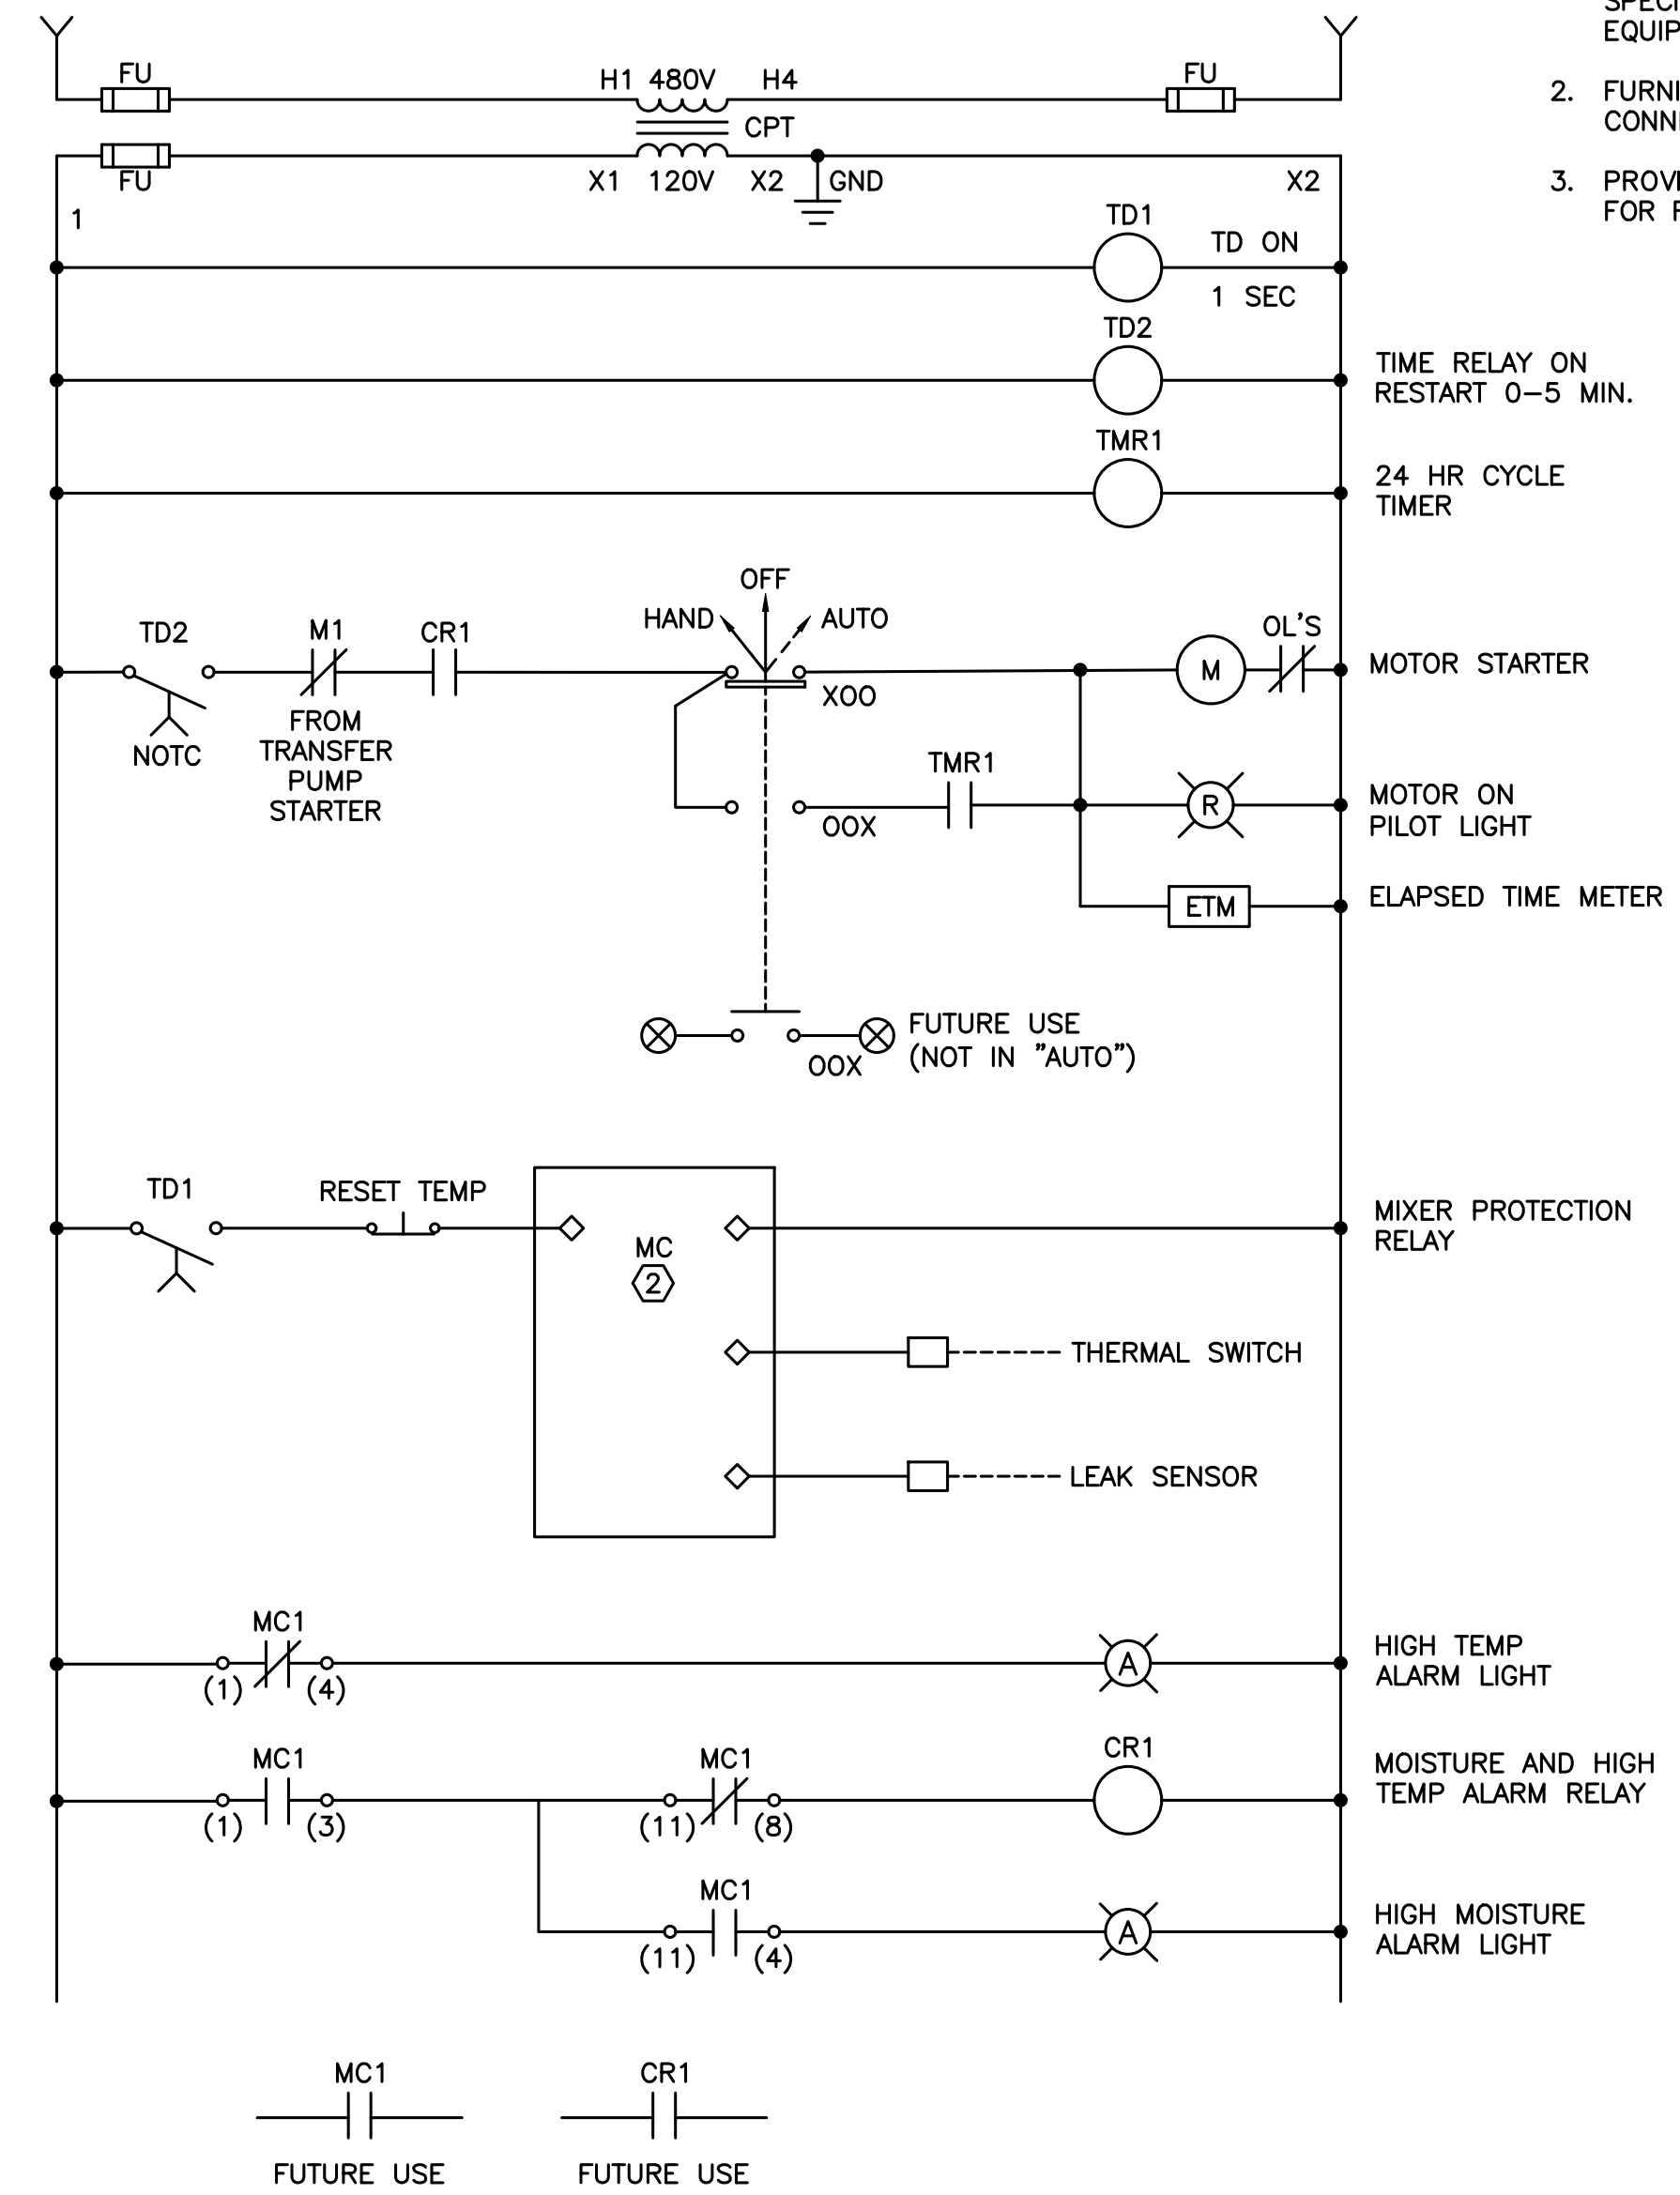 SPECI
EQUIP
2. FURNI
CONN
3. PROVI
FOR F
FU
H1 480V H4
FU
CPT
FU
X1 120V X2
GND
X2
1
TD1
TD ON
1 SEC
TD2
TIME RELAY ON
RESTART 0-5 MIN.
TMR1
24 HR CYCLE
TIMER
OFF
HAND
AUTO
TD2
M1
CR1
OL'S
M
MOTOR STARTER
XOO
NOTC
FROM
TRANSFER
PUMP
STARTER
TMR1
OOX
R
MOTOR ON
PILOT LIGHT
ETM
ELAPSED TIME METER
FUTURE USE
(NOT IN "AUTO")
OOX
TD1
RESET TEMP
MC
2
MIXER PROTECTION
RELAY
THERMAL SWITCH
LEAK SENSOR
MC1
(1) (4)
A
HIGH TEMP
ALARM LIGHT
MC1
(1) (3)
MC1
(11) (8)
CR1
MOISTURE AND HIGH
TEMP ALARM RELAY
MC1
(11) (4)
A
HIGH MOISTURE
ALARM LIGHT
MC1
FUTURE USE
CR1
FUTURE USE